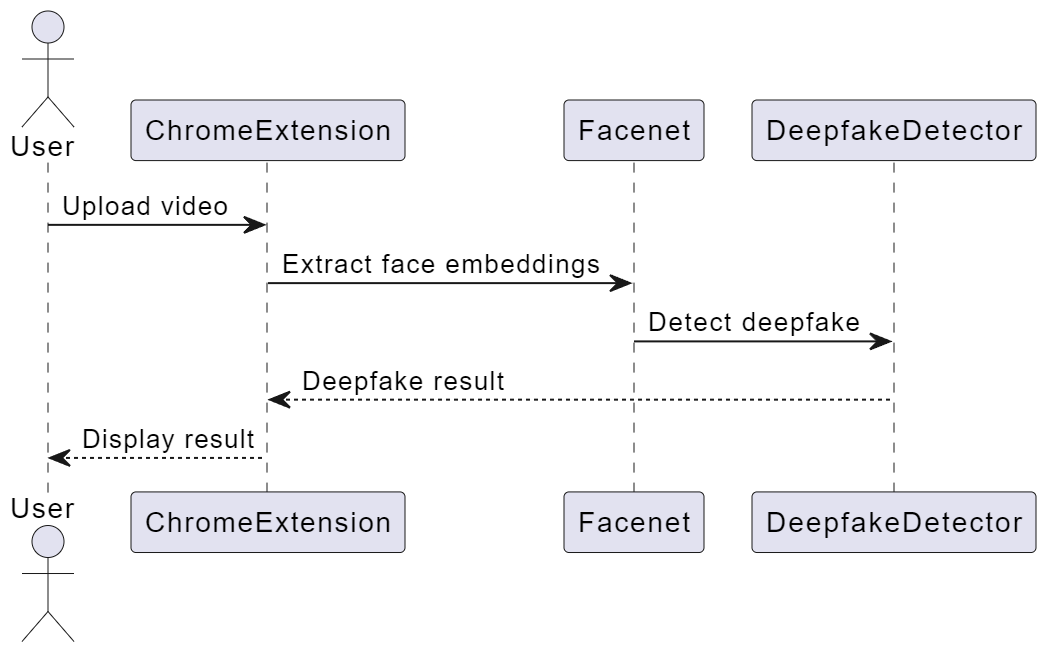 User
ChromeExtension
Facenet
DeepfakeDetector
Upload video
Extract face embeddings
Detect deepfake
Deepfake result
Display result
User
ChromeExtension
Facenet
DeepfakeDetector